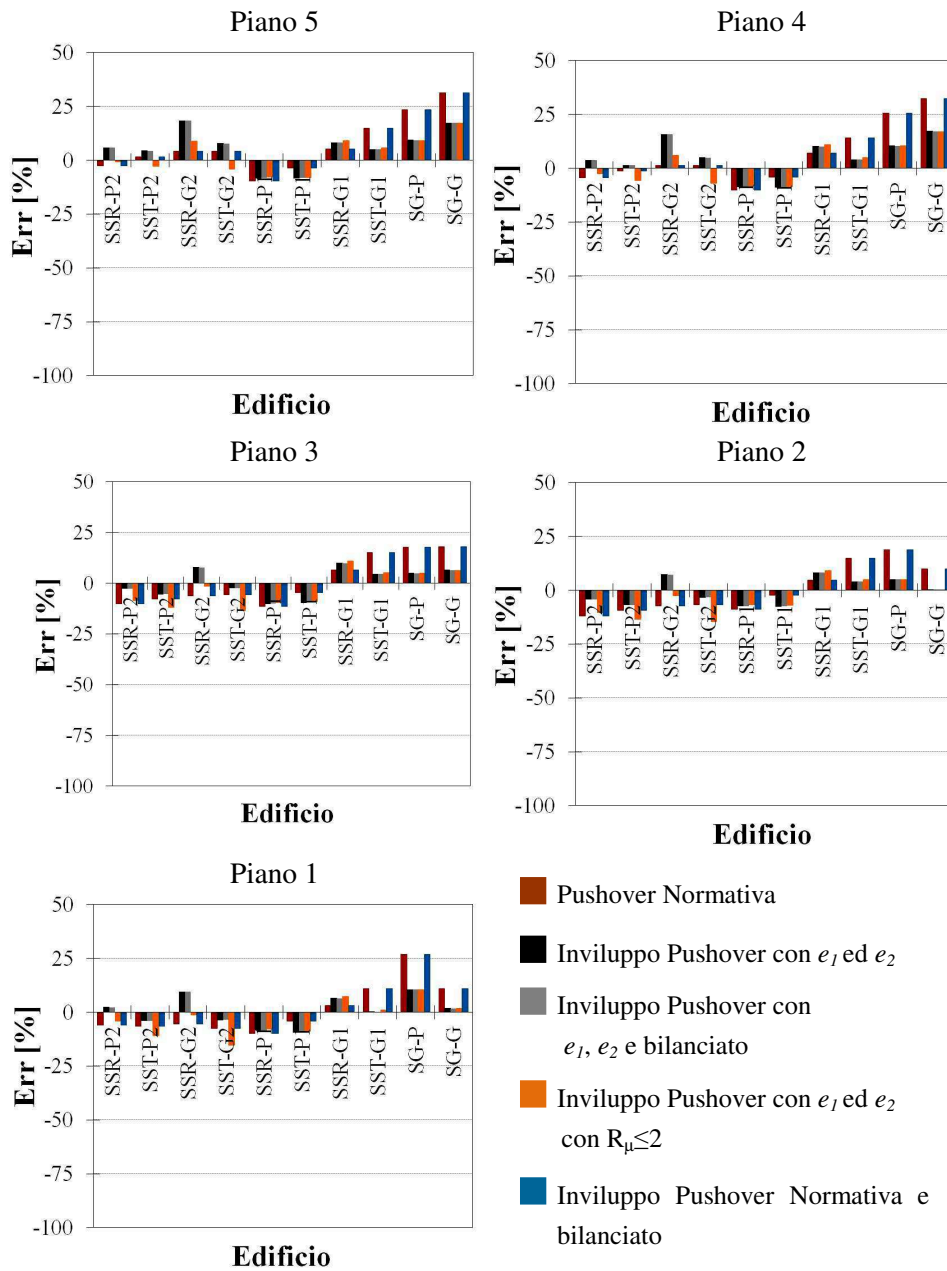 Piano 5
50
25
0
-25
-50
-75
-100
Err [%]
SSR-P2
SST-P2
SSR-G2
SST-G2
SSR-P1
SST-P1
SSR-G1
SST-G1
SG-P
SG-G
Edificio
Piano 4
50
25
0
-25
-50
-75
-100
Err [%]
SSR-P2
SST-P2
SSR-G2
SST-G2
SSR-P1
SST-P1
SSR-G1
SST-G1
SG-P
SG-G
Edificio
Piano 3
50
25
0
-25
-50
-75
-100
Err [%]
SSR-P2
SST-P2
SSR-G2
SST-G2
SSR-P1
SST-P1
SSR-G1
SST-G1
SG-P
SG-G
Edificio
Piano 2
50
25
0
-25
-50
-75
-100
Err [%]
SSR-P2
SST-P2
SSR-G2
SST-G2
SSR-P1
SST-P1
SSR-G1
SST-G1
SG-P
SG-G
Edificio
Piano 1
50
25
0
-25
-50
-75
-100
Err [%]
SSR-P2
SST-P2
SSR-G2
SST-G2
SSR-P1
SST-P1
SSR-G1
SST-G1
SG-P
SG-G
Edificio
Pushover Normativa
Inviluppo Pushover con e1 ed e2
Inviluppo Pushover con
e1, e2 e bilanciato
Inviluppo Pushover con e1 ed e2
con Rμ≤2
Inviluppo Pushover Normativa e
bilanciato